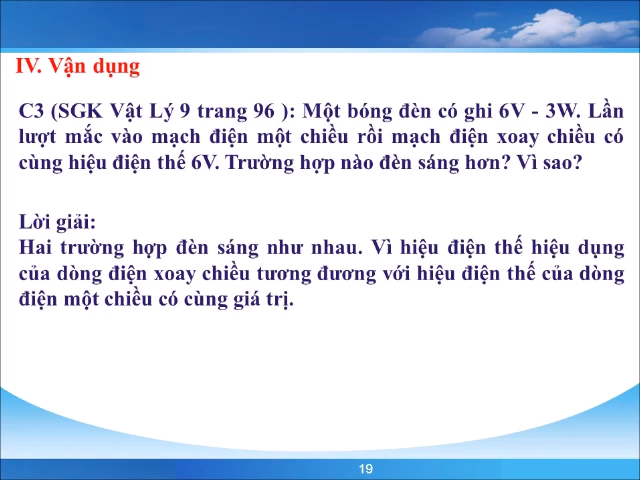 IV. Vận dụng
C3 (SGK Vật Lý 9 trang 96 ): Một bóng đèn có ghi 6V - 3W. Lần
lượt mắc vào mạch điện một chiều rồi mạch điện xoay chiều có
cùng hiệu điện thế 6V. Trường hợp nào đèn sáng hơn? Vì sao?
Lời giải:
Hai trường hợp đèn sáng như nhau. Vì hiệu điện thế hiệu dụng
của dòng điện xoay chiều tương đương với hiệu điện thế của dòng
điện một chiều có cùng giá trị.
19